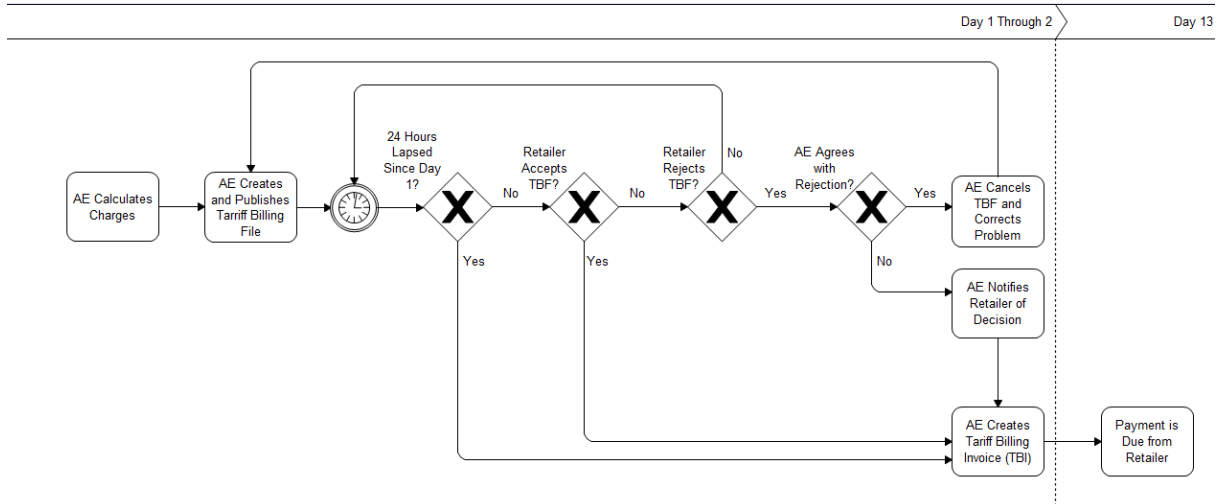 Day 1 Through 2
Day 13
24 Hours
Lapsed
Since Day
1?
Retailer
Accepts
TBF?
Retailer
Rejects
TBF?
No
AE Agrees
with
Rejection?
AE Calculates
Charges
AE Creates
and Publishes
Tarriff Billing
File
No
No
Yes
Yes
AE Cancels
TBF and
Corrects
Problem
Yes
Yes
No
AE Notifies
Retailer of
Decision
AE Creates
Tariff Billing
Invoice (TBI)
Payment is
Due from
Retailer